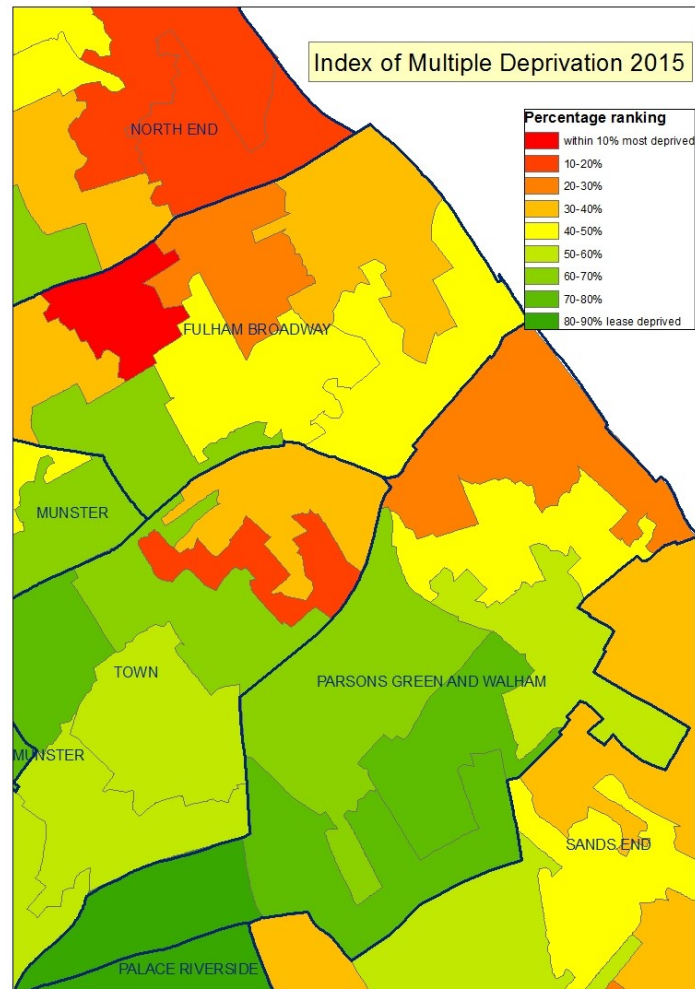 Index of Multiple Deprivation 2015
Percentage ranking
within 10% most deprived
10-20%
20-30%
30-40%
40-50%
50-60%
60-70%
70-80%
80-90% lease deprived
NORTH END
FULHAM BROADWAY
MUNSTER
TOWN
PARSONS GREEN AND WALHAM
MUNSTER
SANDS END
PALACE RIVERSIDE